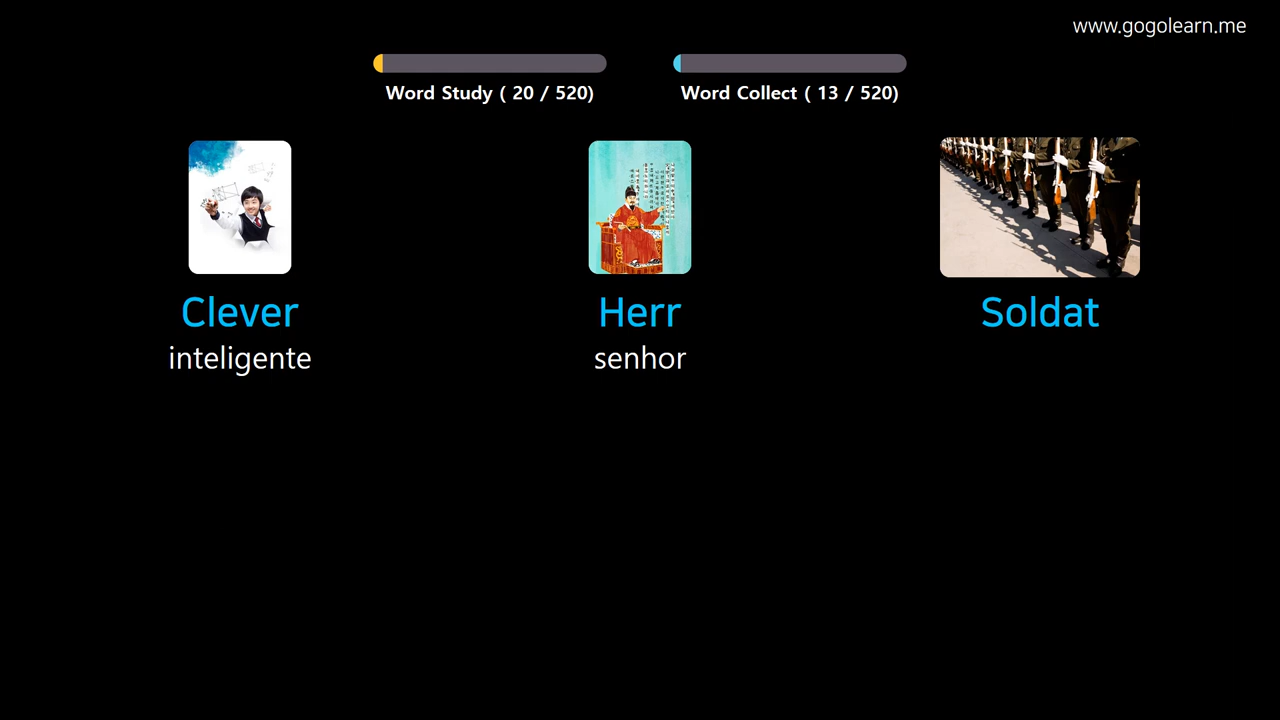 www.gogolearn.me
Word Study ( 20 / 520)
Word Collect ( 13 / 520)
Clever
Herr
Soldat
inteligente
senhor